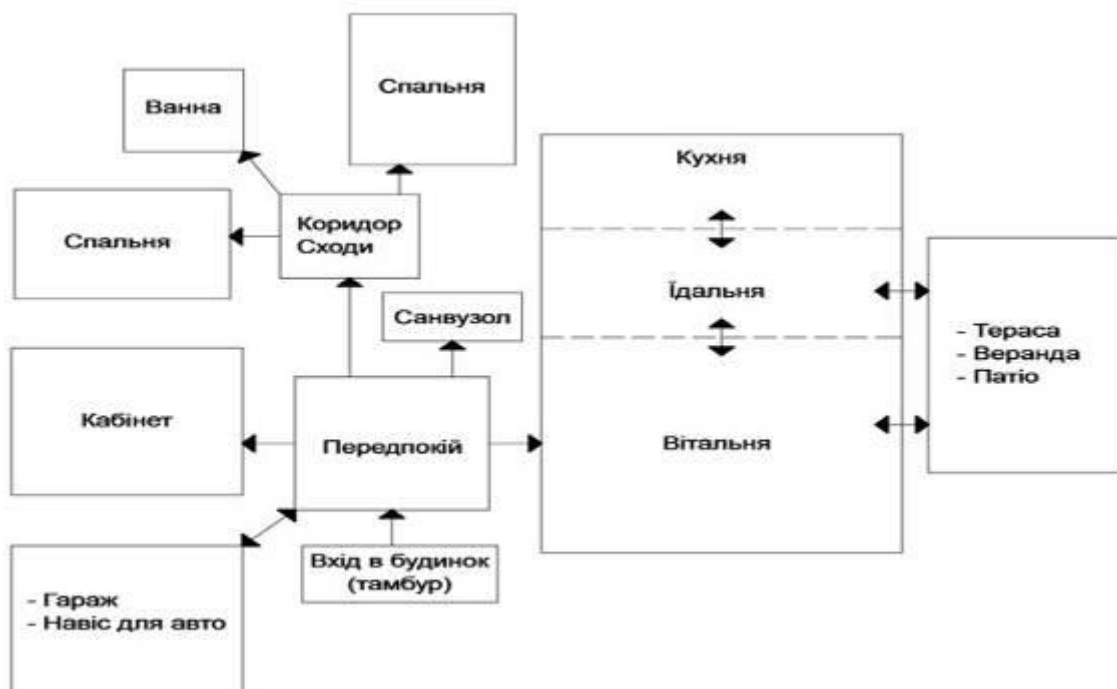 Спальня
Ванна
Кухня
Спальня
Коридор
Сходи
Їдальня
Санвузол
- Тераса
- Веранда
- Патіо
Кабінет
Передпокій
Вітальня
Вхід в будинок
(тамбур)
- Гараж
- Навіс для авто